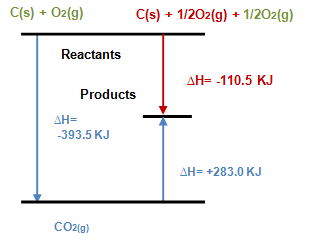 C(s) + O2(g)
C(s) + 1/2O2(g) + 1/2O2(g)
Reactants
ΔH= -110.5 KJ
Products
ΔH=
-393.5 KJ
ΔH= +283.0 KJ
CO2(g)